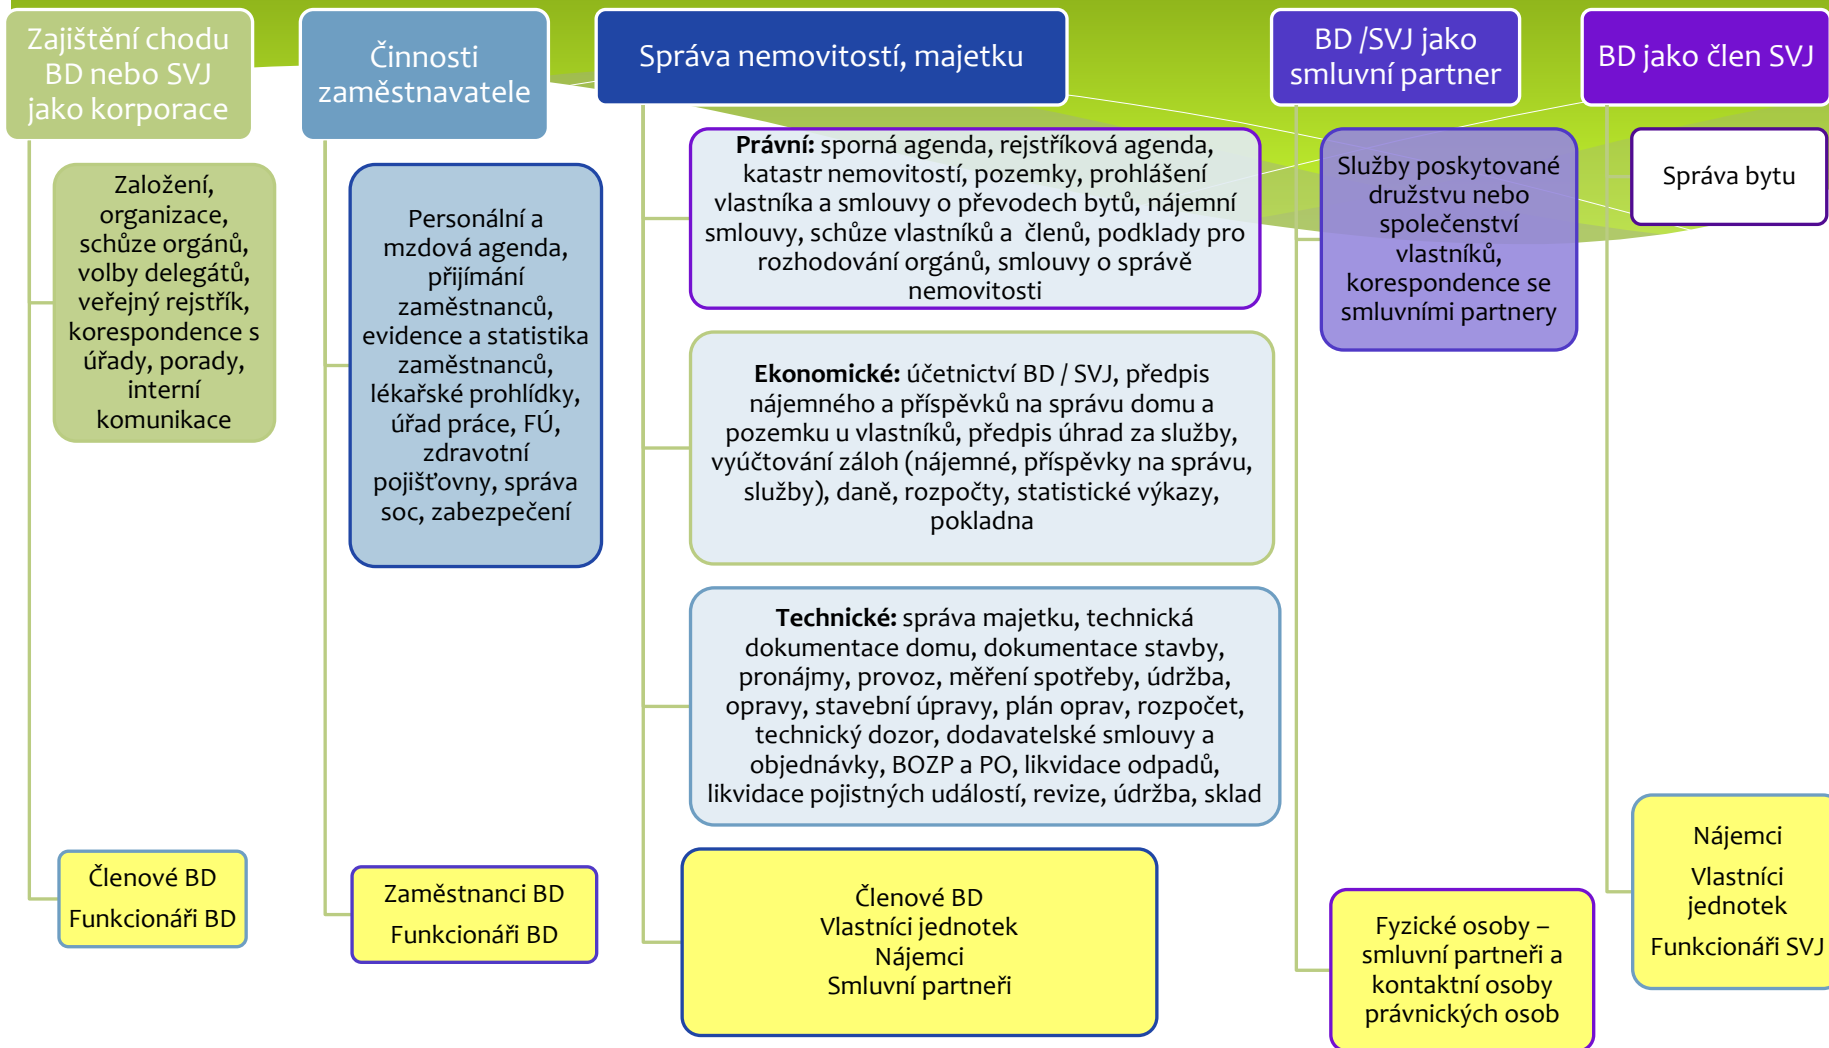 Zajištění chodu
BD nebo SVJ
jako korporace
Založení,
organizace,
schůze orgánů,
volby delegátů,
veřejný rejstřík,
korespondence s
úřady, porady,
interní
komunikace
Členové BD
Funkcionáři BD
Činnosti
zaměstnavatele
Personální a
mzdová agenda,
přijímání
zaměstnanců,
evidence a statistika
zaměstnanců,
lékařské prohlídky,
úřad práce, FÚ,
zdravotní
pojišťovny, správa
soc, zabezpečení
Zaměstnanci BD
Funkcionáři BD
Správa nemovitostí, majetku
Právní: sporná agenda, rejstříková agenda,
katastr nemovitostí, pozemky, prohlášení
vlastníka a smlouvy o převodech bytů, nájemní
smlouvy, schůze vlastníků a členů, podklady pro
rozhodování orgánů, smlouvy o správě
nemovitosti
Ekonomické: účetnictví BD / SVJ, předpis
nájemného a příspěvků na správu domu a
pozemku u vlastníků, předpis úhrad za služby,
vyúčtování záloh (nájemné, příspěvky na správu,
služby), daně, rozpočty, statistické výkazy,
pokladna
Technické: správa majetku, technická
dokumentace domu, dokumentace stavby,
pronájmy, provoz, měření spotřeby, údržba,
opravy, stavební úpravy, plán oprav, rozpočet,
technický dozor, dodavatelské smlouvy a
objednávky, BOZP a PO, likvidace odpadů,
likvidace pojistných událostí, revize, údržba, sklad
Členové BD
Vlastníci jednotek
Nájemci
Smluvní partneři
BD /SVJ jako
smluvní partner
Služby poskytované
družstvu nebo
společenství
vlastníků,
korespondence se
smluvními partnery
Fyzické osoby –
smluvní partneři a
kontaktní osoby
právnických osob
BD jako člen SVJ
Správa bytu
Nájemci
Vlastníci
jednotek
Funkcionáři SVJ